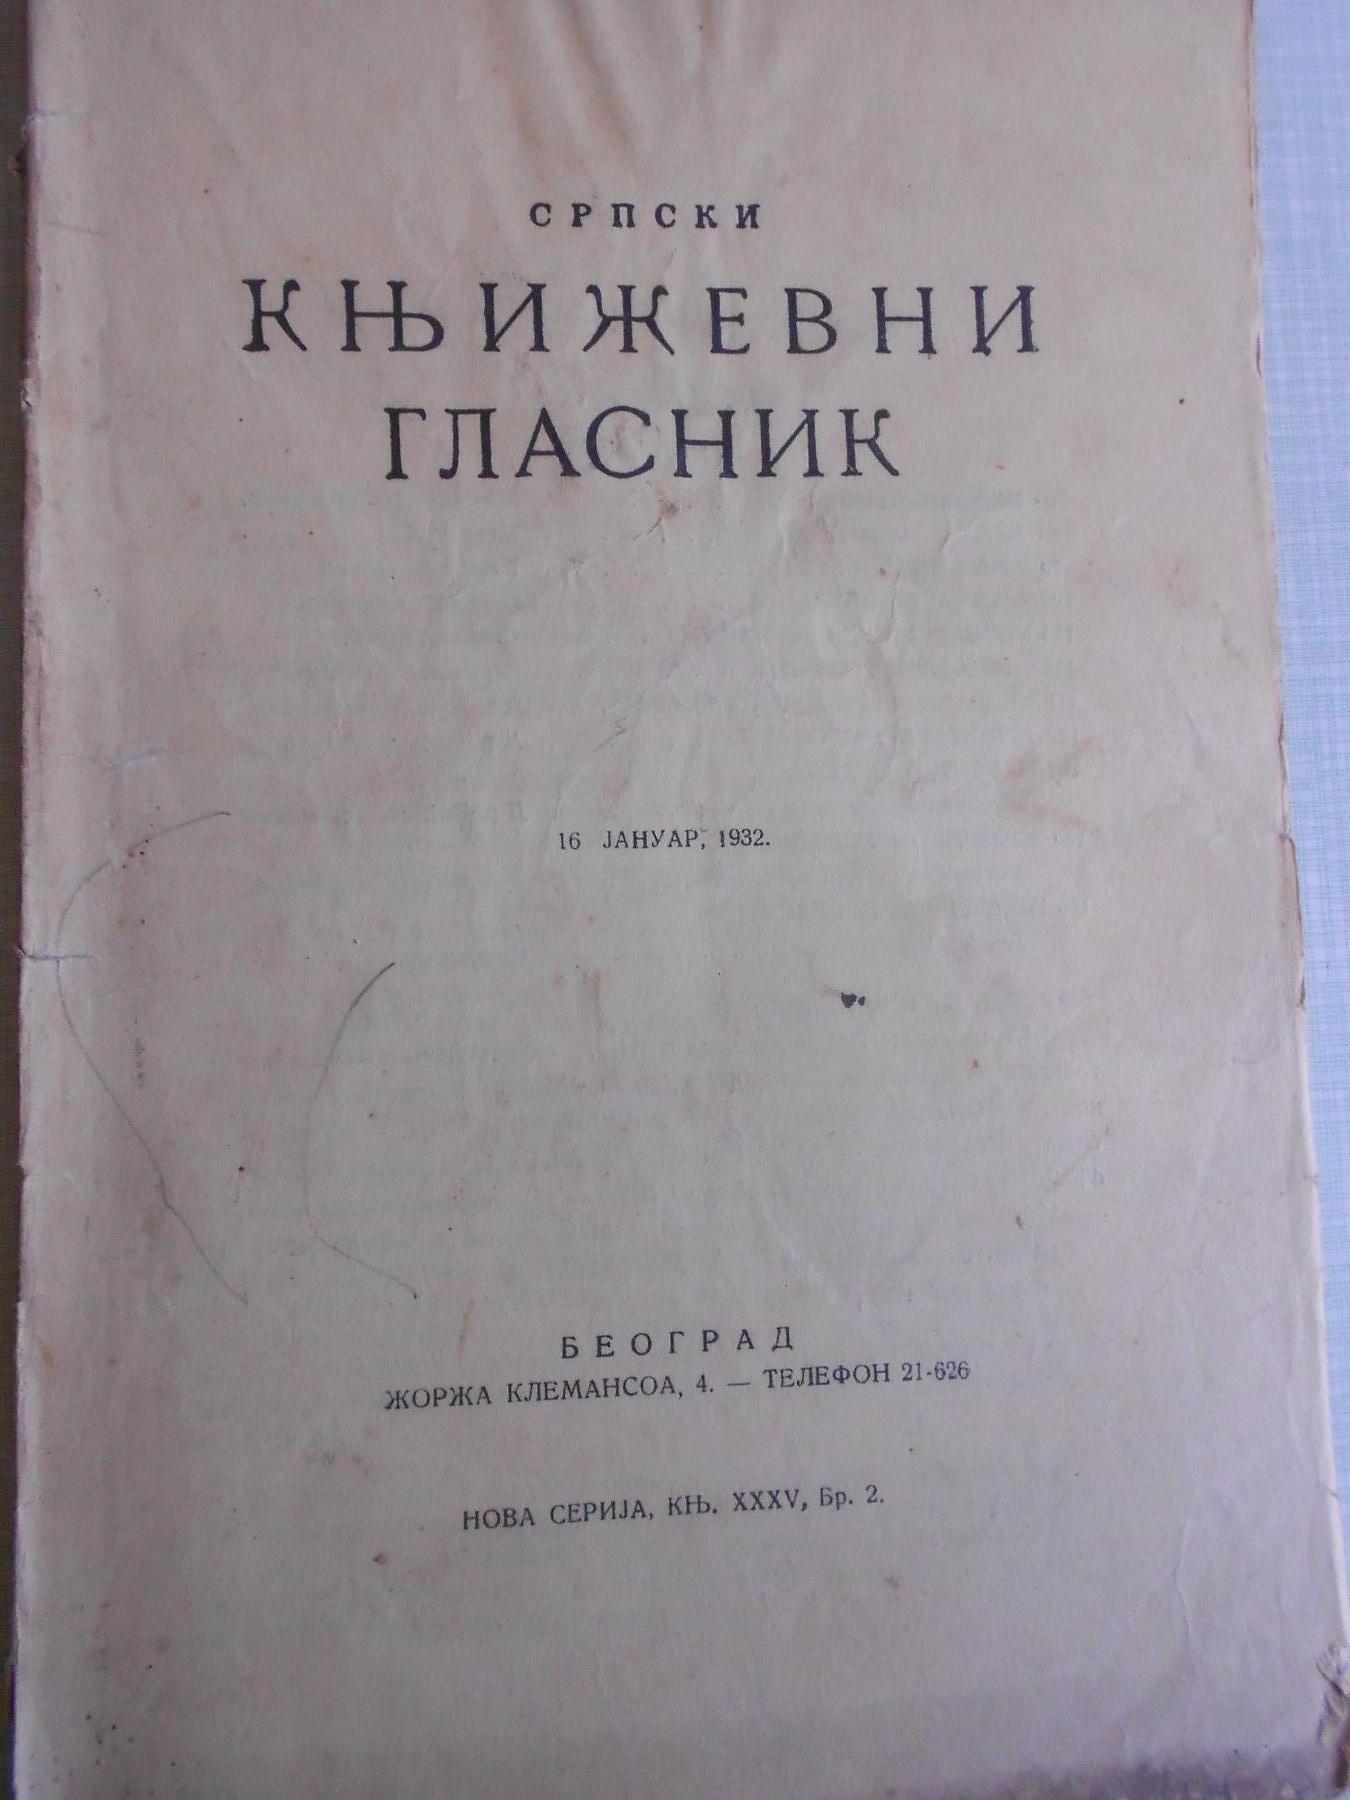 СРПСКИ
КЊИЖЕВНИ
ГЛАСНИК
16 ЈАНУАР, 1932.
БЕОГРАД
ЖОРЖА КЛЕМАНСОА, 4. — ТЕЛЕФОН 21-626
НОВА СЕРИЈА, КЊ. XXXV, Бр. 2.